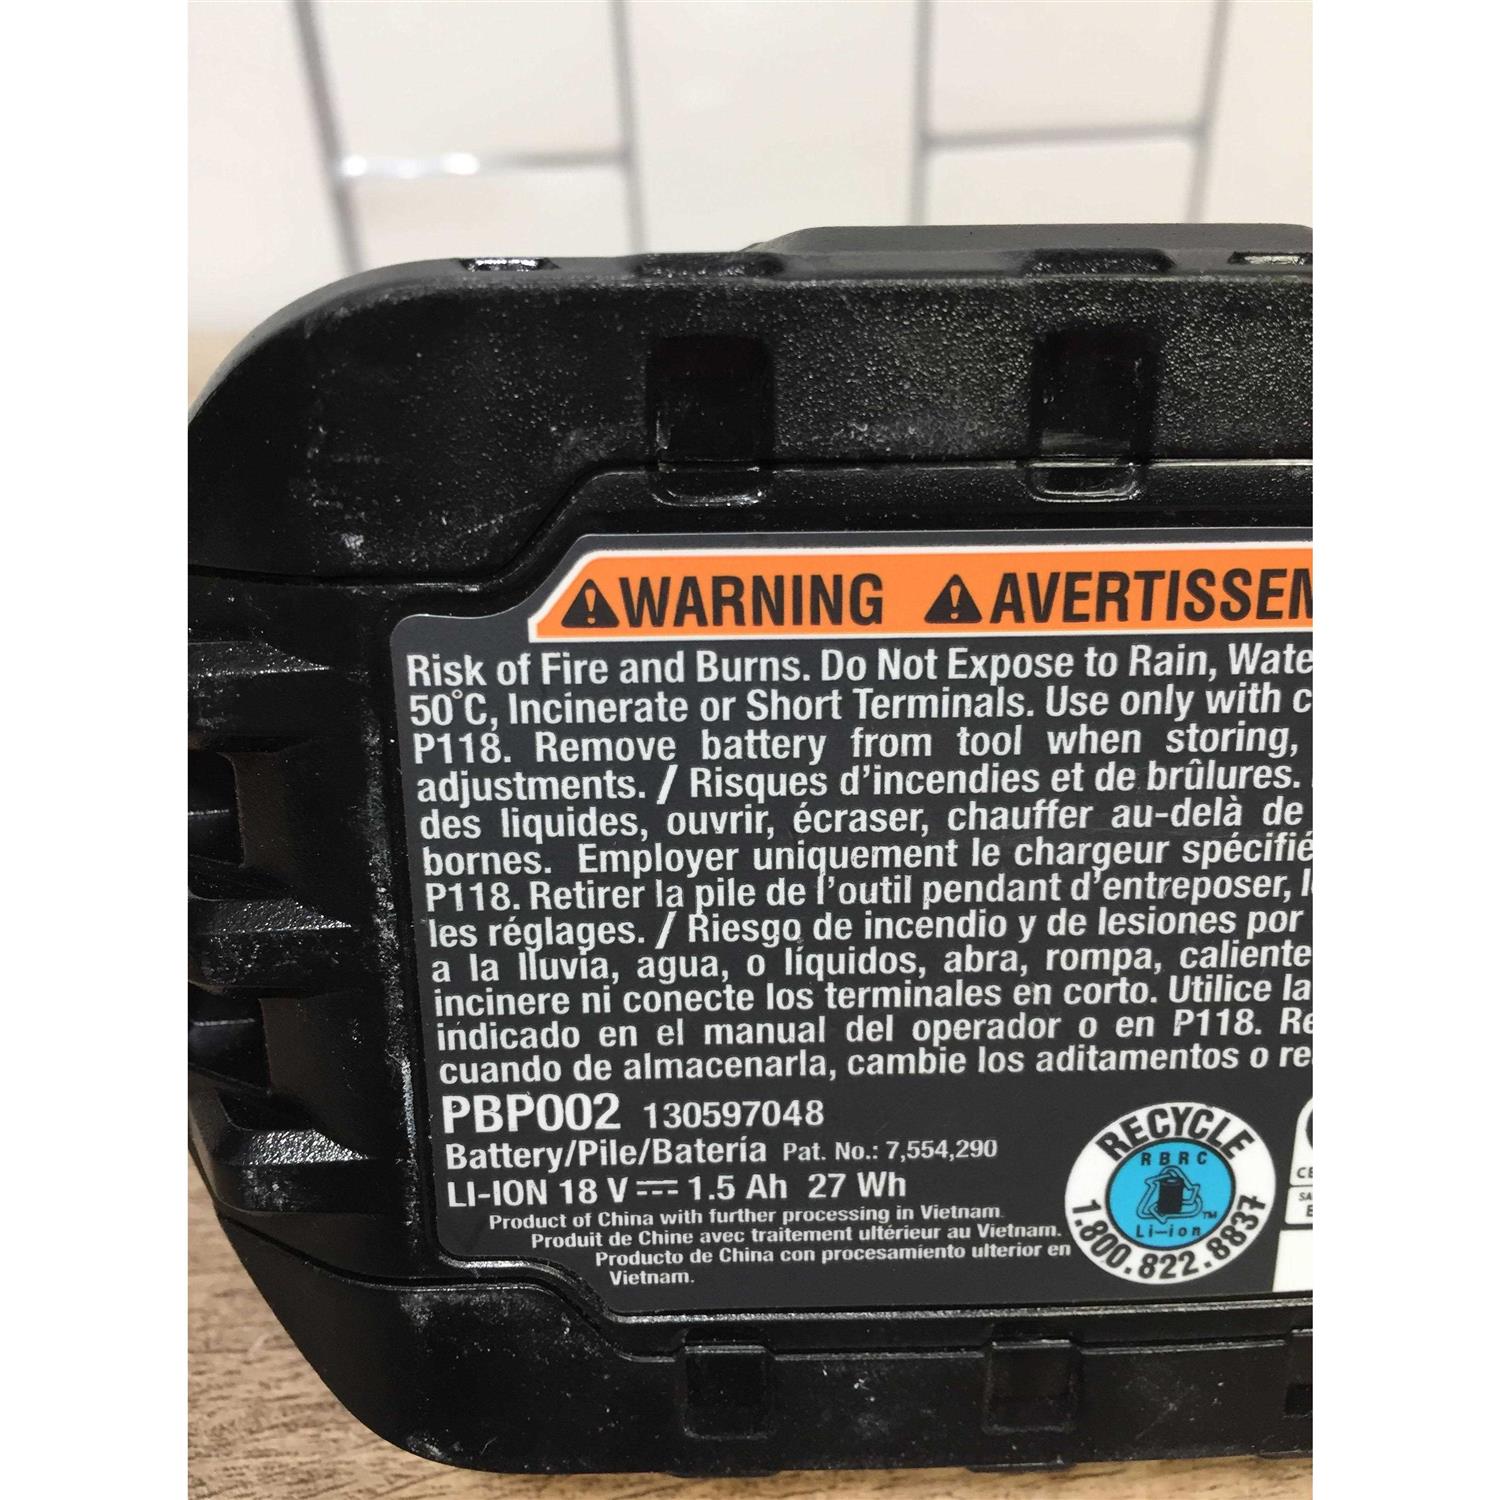 WARNING AVERTISSEM
Risk of Fire and Burns. Do Not Expose to Rain, Wate
50°C, Incinerate or Short Terminals. Use only with c
P118. Remove battery from tool when storing,
adjustments. / Risques d'incendies et de brûlures.
des liquides, ouvrir, écraser, chauffer au-delà de
bornes. Employer uniquement le chargeur spécifié
P118. Retirer la pile de l'outil pendant d'entreposer, l
les réglages. / Riesgo de incendio y de lesiones por
a la lluvia, agua, o líquidos, abra, rompa, caliente
incinere ni conecte los terminales en corto. Utilice la
indicado en el manual del operador o en P118. Re
cuando de almacenarla, cambie los aditamentos o re
PBP002 130597048
Battery/Pile/Batería Pat. No.: 7,554,290
LI-ION 18 V ⎓ 1.5 Ah 27 Wh
Product of China with further processing in Vietnam.
Produit de Chine avec traitement ultérieur au Vietnam.
Producto de China con procesamiento ulterior en
Vietnam.
RECYCLE
RBRC
TM
Li-ion
1.800.822.8837
CE
SA
E